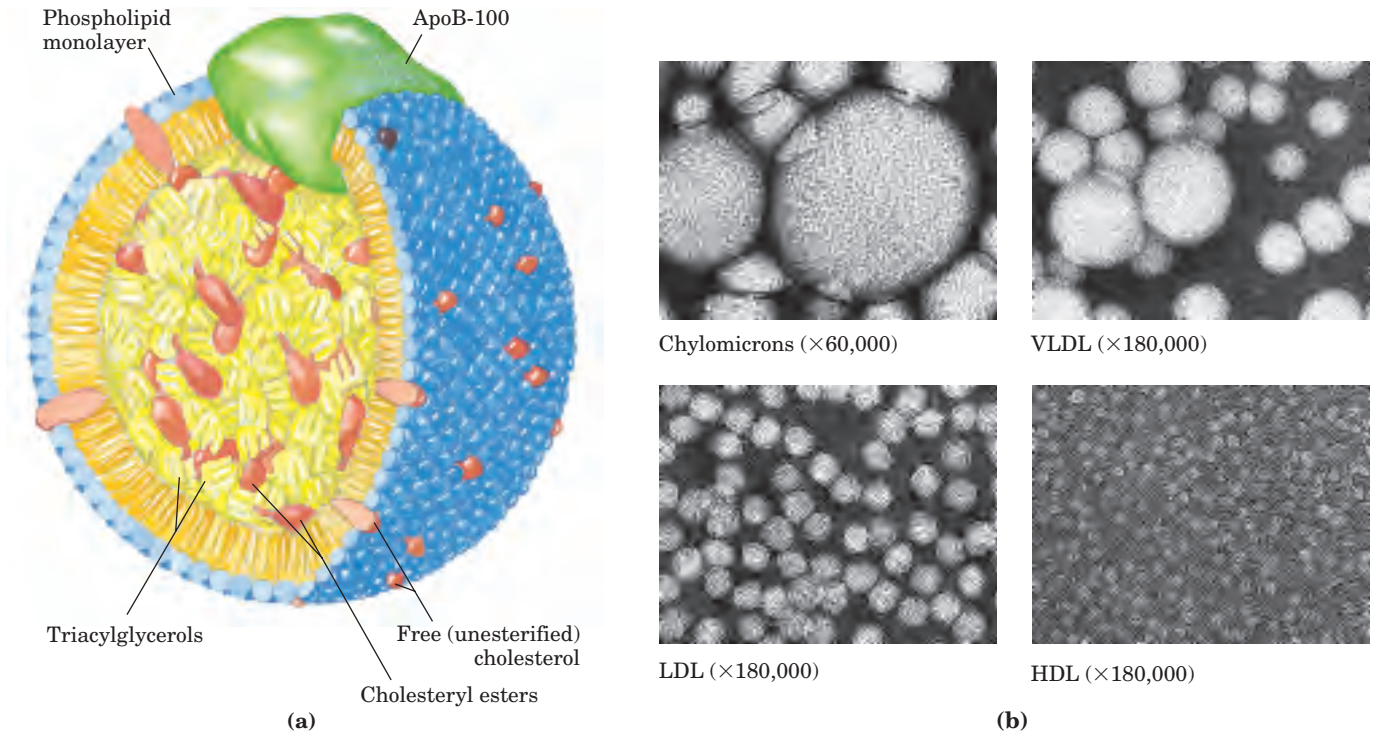 Phospholipid
monolayer
ApoB-100
Triacylglycerols
Free (unesterified)
cholesterol
Cholesteryl esters
(a)
Chylomicrons (×60,000)
VLDL (×180,000)
LDL (×180,000)
HDL (×180,000)
(b)